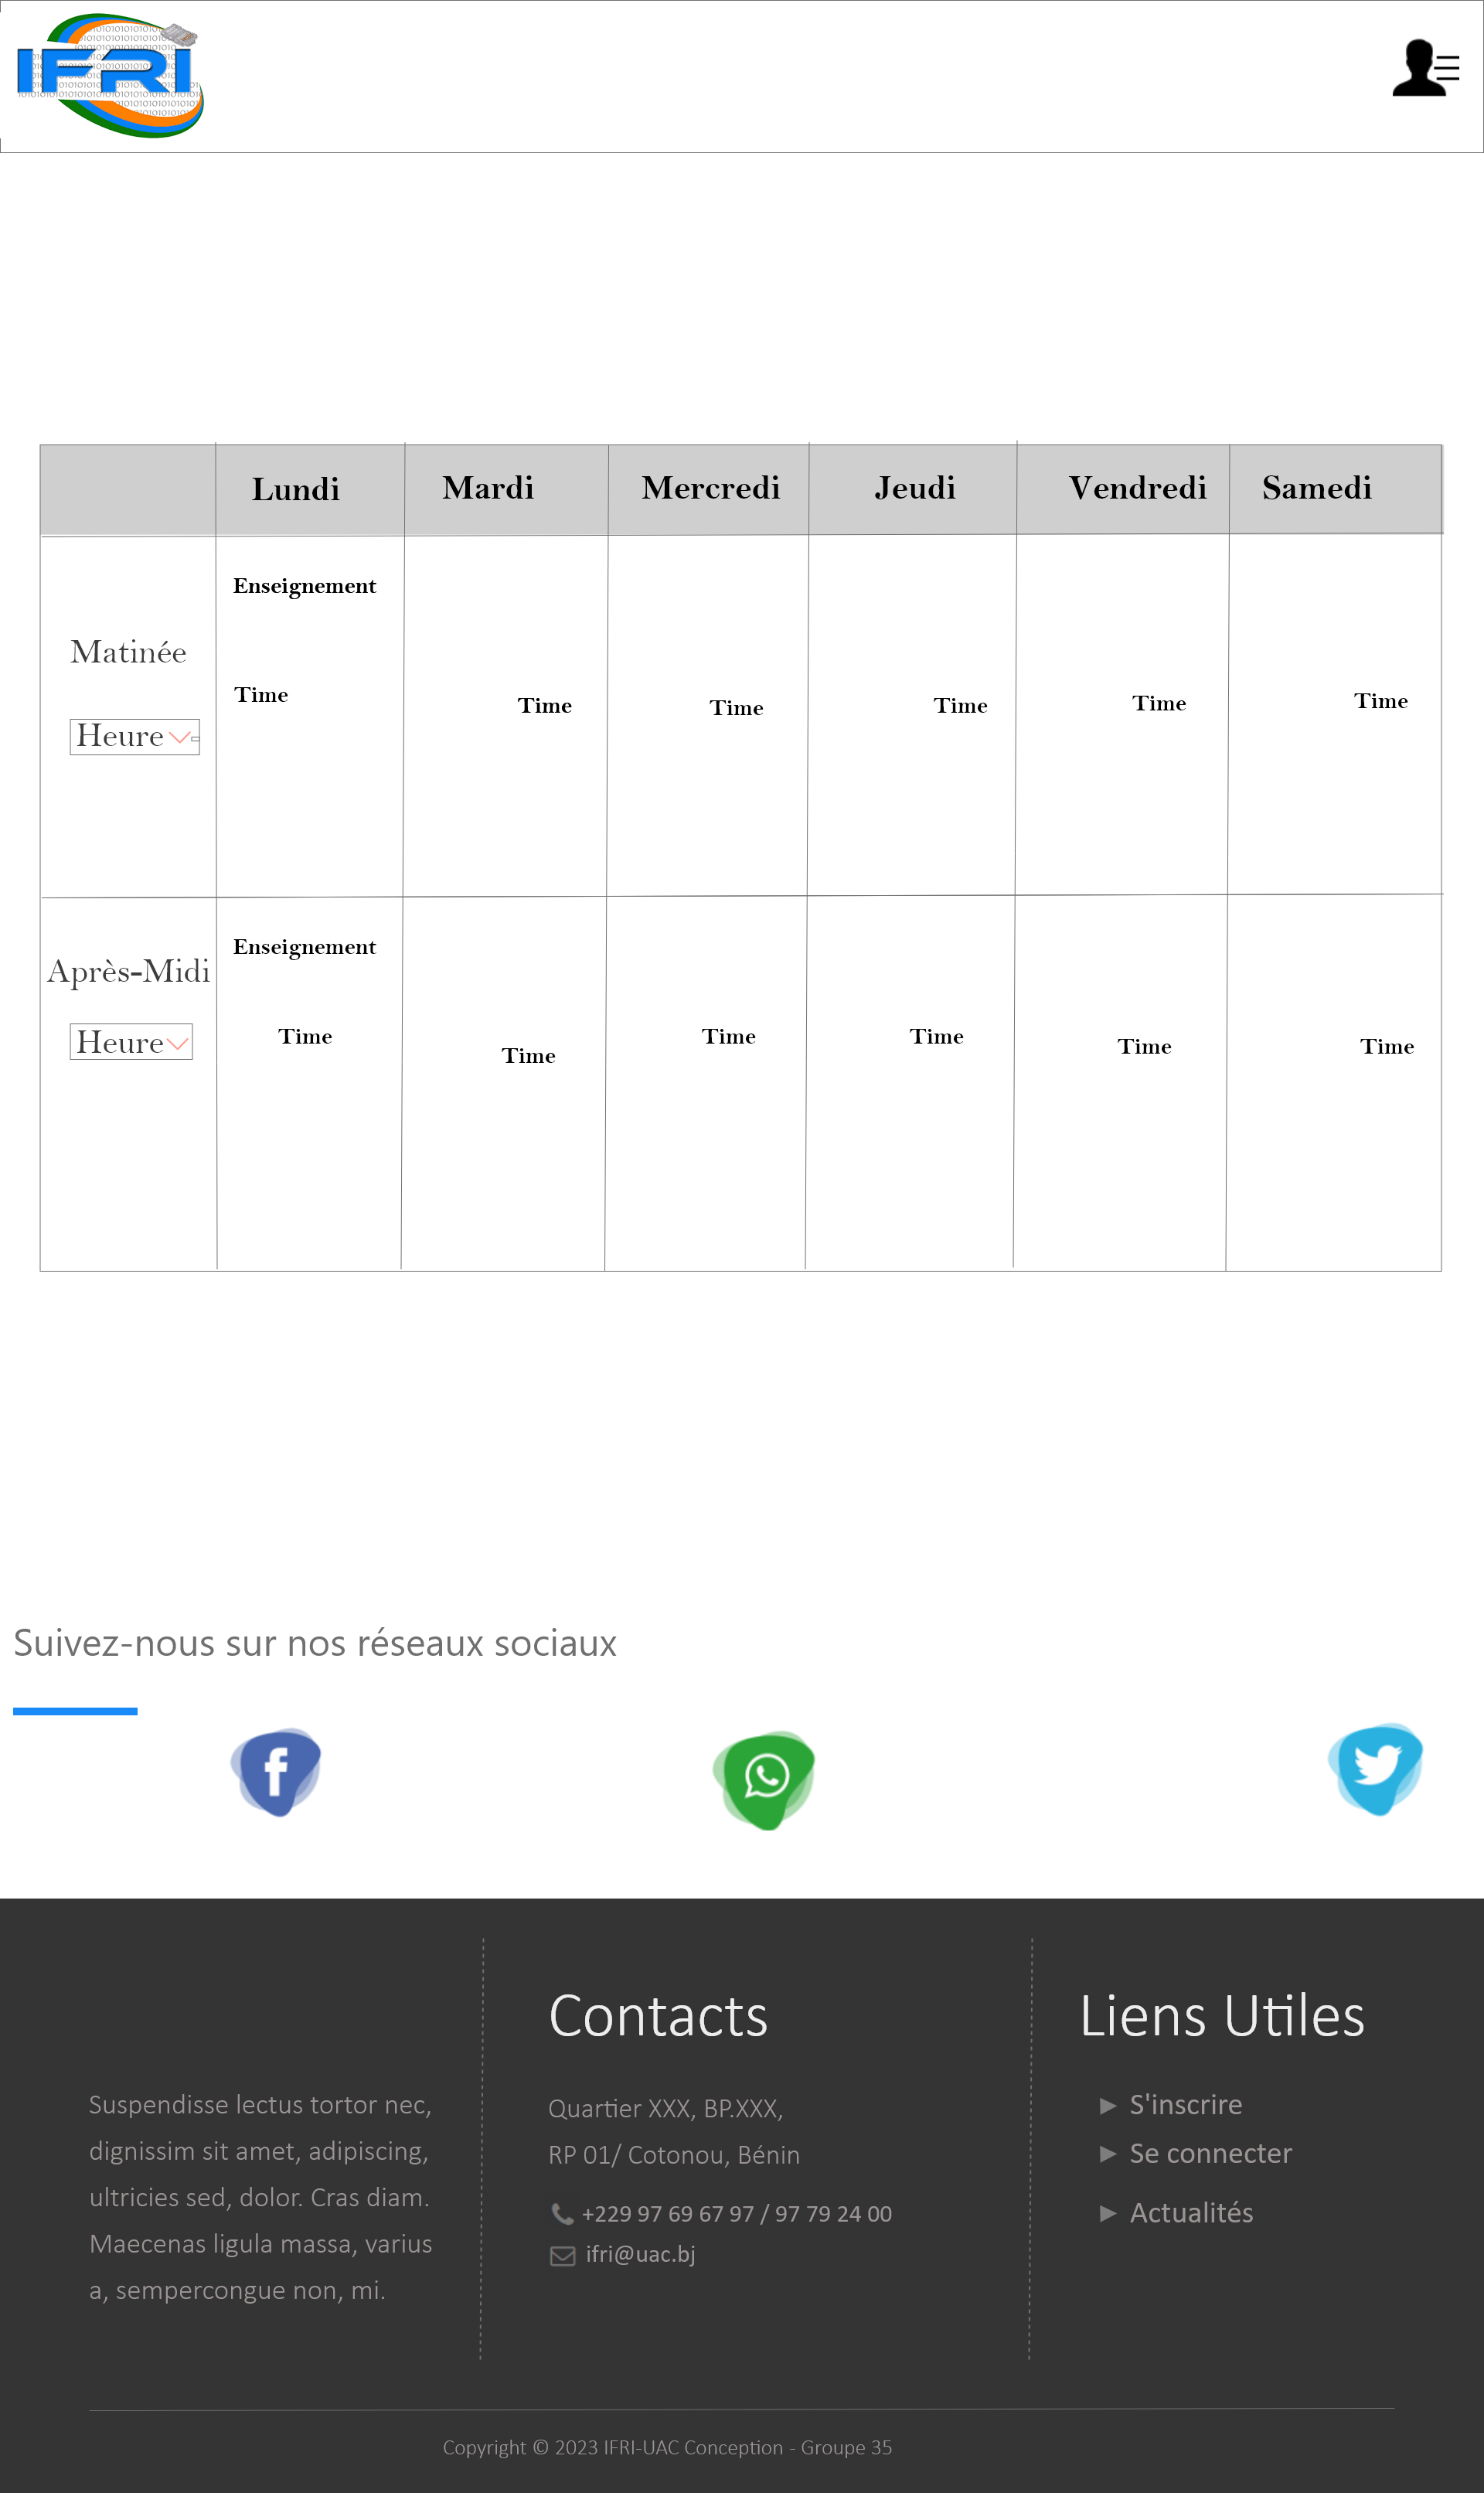 IFRI
Lundi Mardi Mercredi Jeudi Vendredi Samedi
Enseignement
Matinée
Time Time Time Time Time Time
Heure
Enseignement
Après-Midi
Time Time Time Time Time Time
Heure
Suivez-nous sur nos réseaux sociaux
Contacts
Liens Utiles
Suspendisse lectus tortor nec,
dignissim sit amet, adipiscing,
ultricies sed, dolor. Cras diam.
Maecenas ligula massa, varius
a, sempercongue non, mi.
Quartier XXX, BP.XXX,
RP 01/ Cotonou, Bénin
+229 97 69 67 97 / 97 79 24 00
ifri@uac.bj
S'inscrire
Se connecter
Actualités
Copyright © 2023 IFRI-UAC Conception - Groupe 35